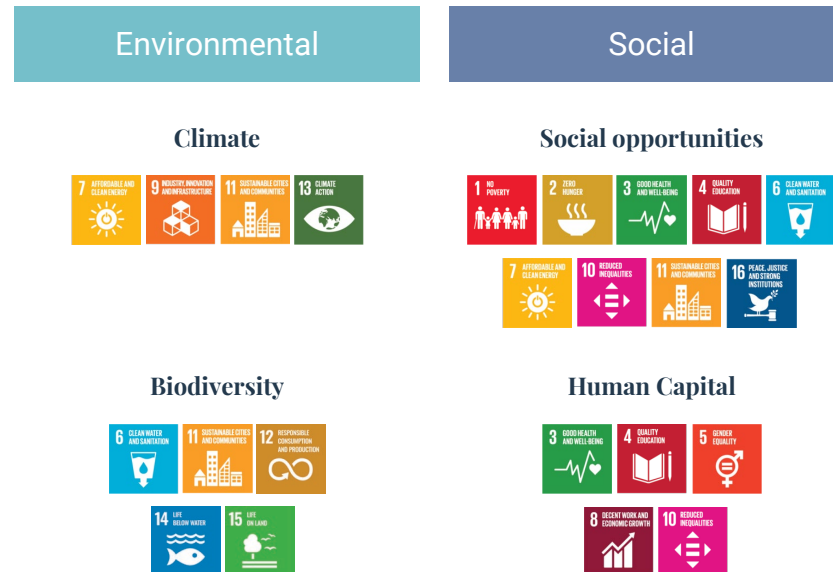 Environmental
Social
Climate
7 AFFORDABLE AND
CLEAN ENERGY
9 INDUSTRY, INNOVATION
AND INFRASTRUCTURE
11 SUSTAINABLE CITIES
AND COMMUNITIES
13 CLIMATE
ACTION
Social opportunities
1 NO
POVERTY
2 ZERO
HUNGER
3 GOOD HEALTH
AND WELL-BEING
4 QUALITY
EDUCATION
6 CLEAN WATER
AND SANITATION
7 AFFORDABLE AND
CLEAN ENERGY
10 REDUCED
INEQUALITIES
11 SUSTAINABLE CITIES
AND COMMUNITIES
16 PEACE, JUSTICE
AND STRONG
INSTITUTIONS
Biodiversity
6 CLEAN WATER
AND SANITATION
11 SUSTAINABLE CITIES
AND COMMUNITIES
12 RESPONSIBLE
CONSUMPTION
AND PRODUCTION
14 LIFE
BELOW WATER
15 LIFE
ON LAND
Human Capital
3 GOOD HEALTH
AND WELL-BEING
4 QUALITY
EDUCATION
5 GENDER
EQUALITY
8 DECENT WORK AND
ECONOMIC GROWTH
10 REDUCED
INEQUALITIES